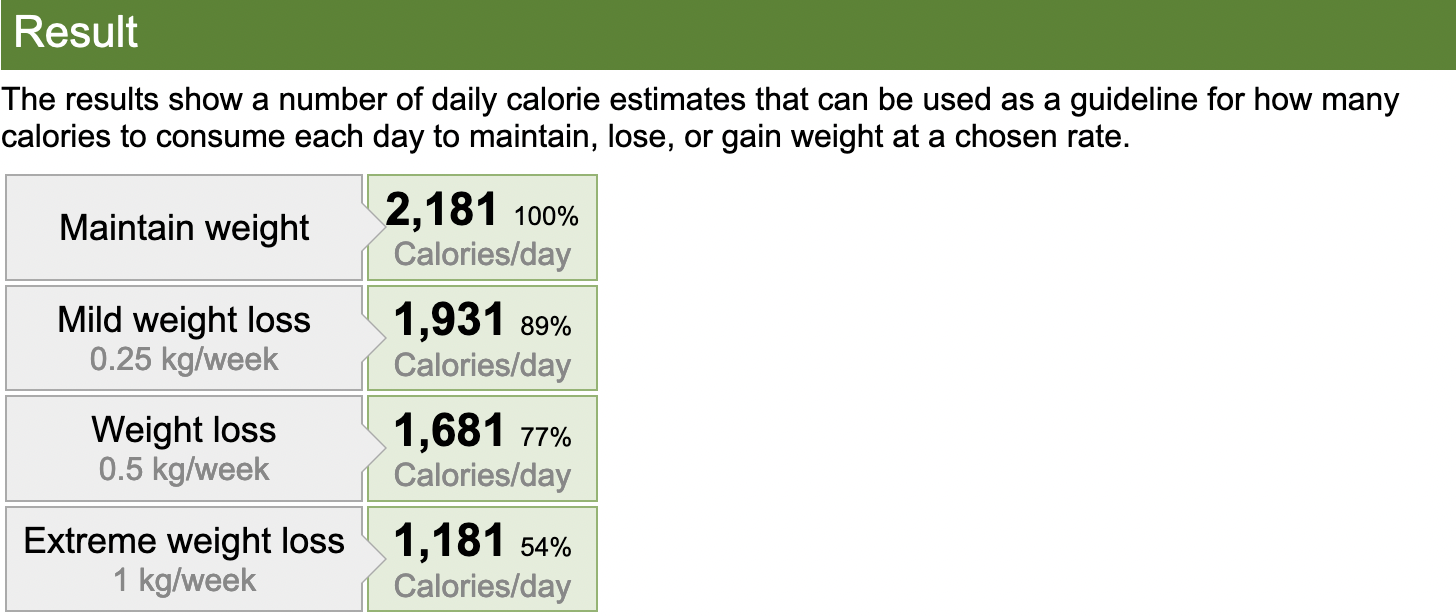 Result
The results show a number of daily calorie estimates that can be used as a guideline for how many
calories to consume each day to maintain, lose, or gain weight at a chosen rate.
Maintain weight
2,181 100%
Calories/day
Mild weight loss
0.25 kg/week
1,931 89%
Calories/day
Weight loss
0.5 kg/week
1,681 77%
Calories/day
Extreme weight loss
1 kg/week
1,181 54%
Calories/day